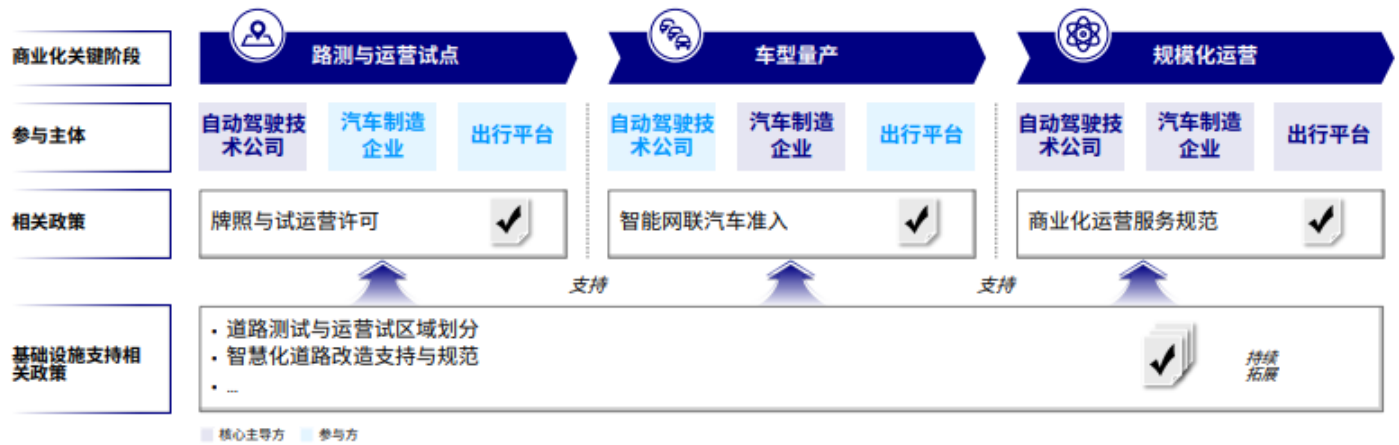 商业化关键阶段
路测与运营试点
车型量产
规模化运营
参与主体
自动驾驶技
术公司
汽车制造
企业
出行平台
自动驾驶技
术公司
汽车制造
企业
出行平台
自动驾驶技
术公司
汽车制造
企业
出行平台
相关政策
牌照与试运营许可
智能网联汽车准入
商业化运营服务规范
支持
支持
基础设施支持相
关政策
· 道路测试与运营试区域划分
· 智慧化道路改造支持与规范
· ...
持续
拓展
核心主导方
参与方